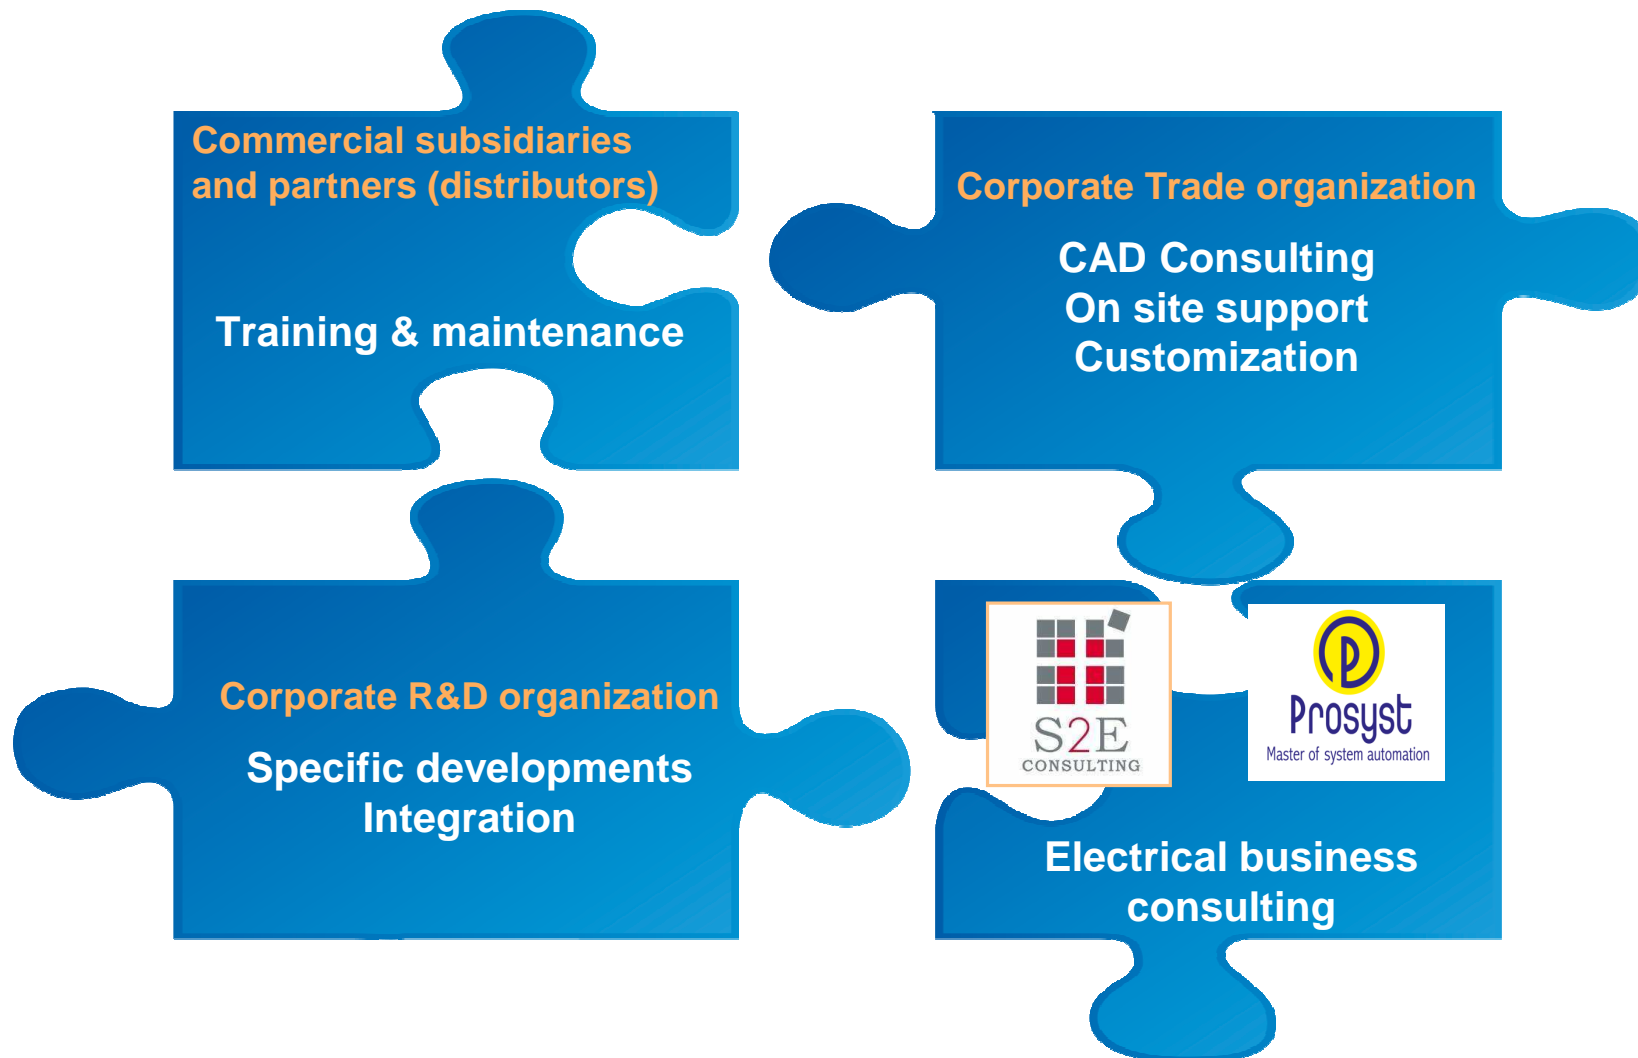 Commercial subsidiaries
and partners (distributors)
Training & maintenance
Corporate Trade organization
CAD Consulting
On site support
Customization
Corporate R&D organization
Specific developments
Integration
S2E
CONSULTING
P
Prosyst
Master of system automation
Electrical business
consulting